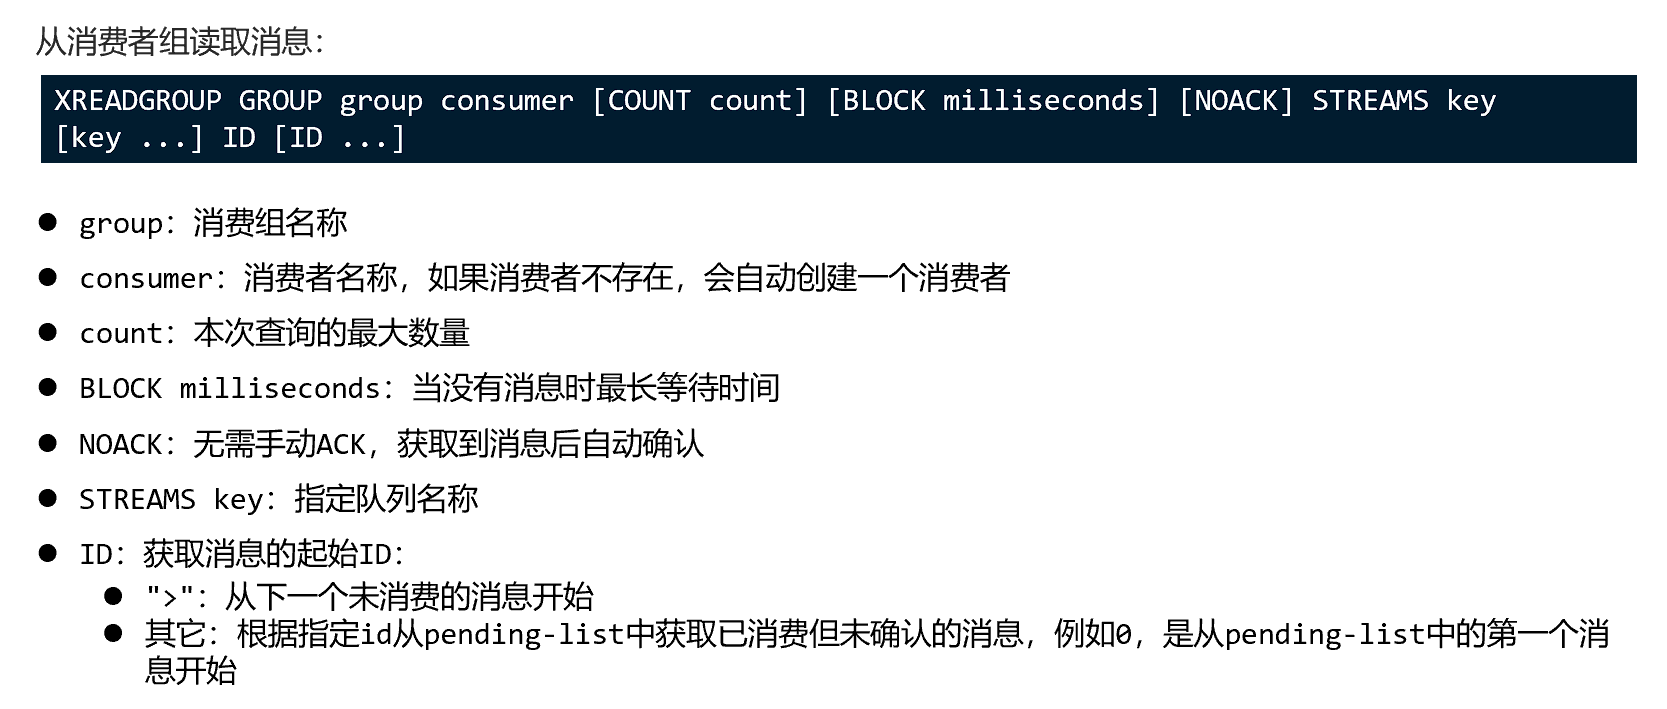 从消费者组读取消息：
XREADGROUP GROUP group consumer [COUNT count] [BLOCK milliseconds] [NOACK] STREAMS key
[key ...] ID [ID ...]
● group：消费组名称
● consumer：消费者名称，如果消费者不存在，会自动创建一个消费者
● count：本次查询的最大数量
● BLOCK milliseconds：当没有消息时最长等待时间
● NOACK：无需手动ACK，获取到消息后自动确认
● STREAMS key：指定队列名称
● ID：获取消息的起始ID：
● ">"：从下一个未消费的消息开始
● 其它：根据指定id从pending-list中获取已消费但未确认的消息，例如0，是从pending-list中的第一个消
息开始